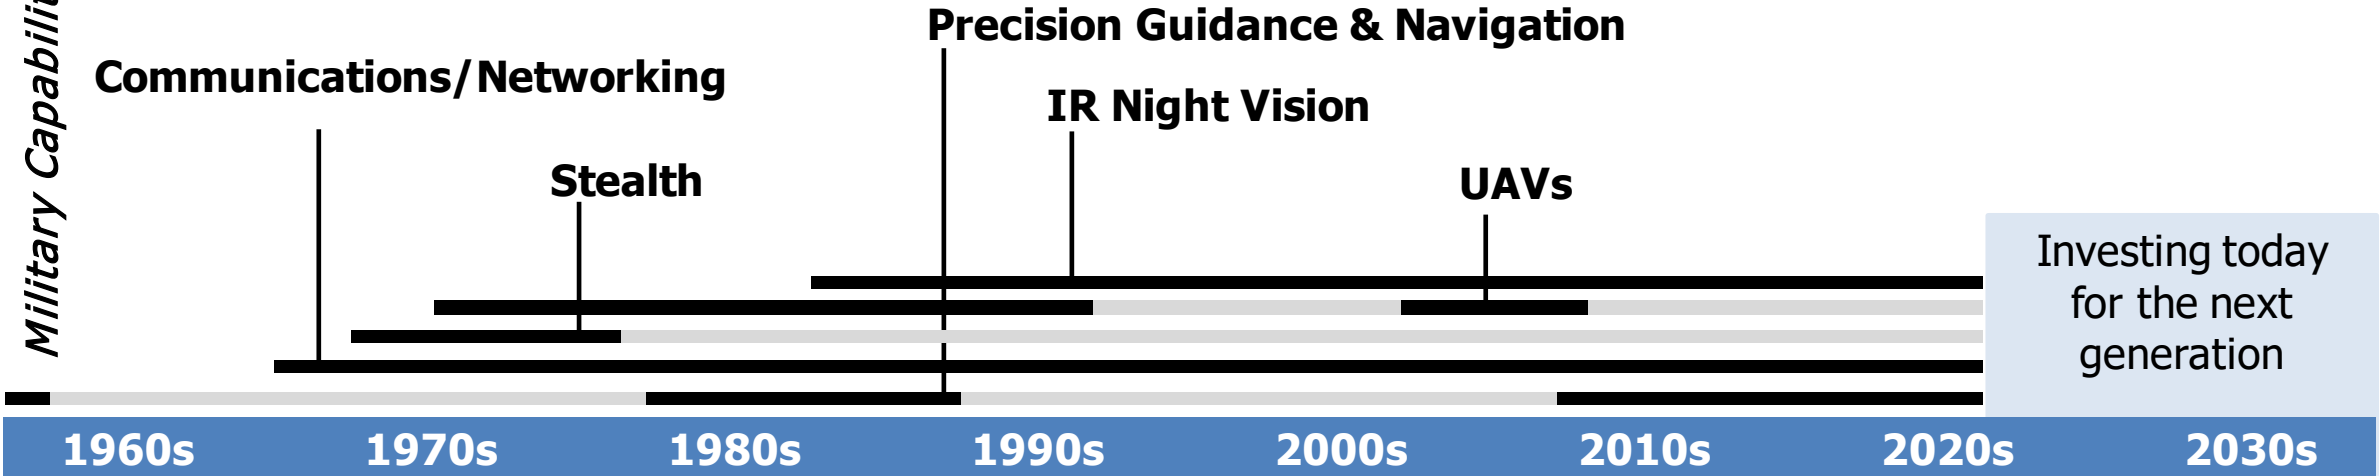 Military Capabilit
Precision Guidance & Navigation
Communications/Networking
IR Night Vision
Stealth
UAVs
Investing today
for the next
generation
1960s 1970s 1980s 1990s 2000s 2010s 2020s 2030s